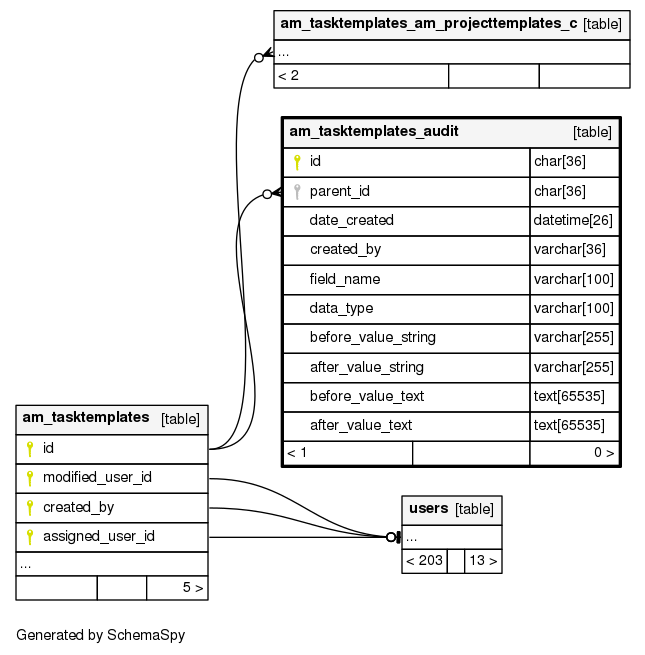 am_tasktemplates_am_projecttemplates_c [table]
...
< 2
am_tasktemplates_audit [table]
id char[36]
parent_id char[36]
date_created datetime[26]
created_by varchar[36]
field_name varchar[100]
data_type varchar[100]
before_value_string varchar[255]
after_value_string varchar[255]
before_value_text text[65535]
after_value_text text[65535]
< 1 0 >
am_tasktemplates [table]
id
modified_user_id
created_by
assigned_user_id
...
5 >
users [table]
...
< 203 13 >
Generated by SchemaSpy